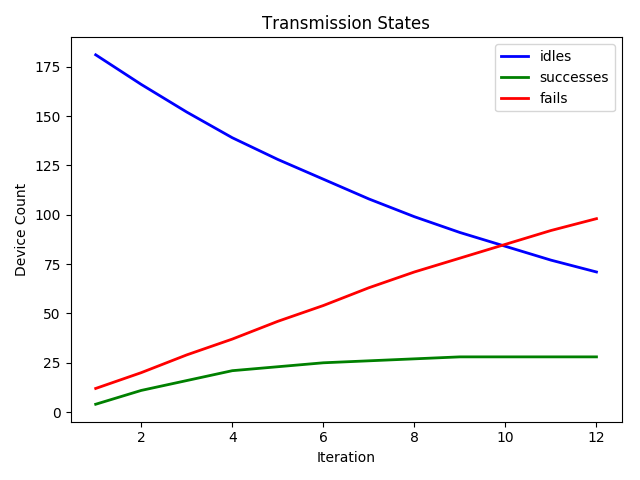 Transmission States
idles
successes
fails
175
150
125
100
75
50
25
0
Device Count
2 4 6 8 10 12
Iteration